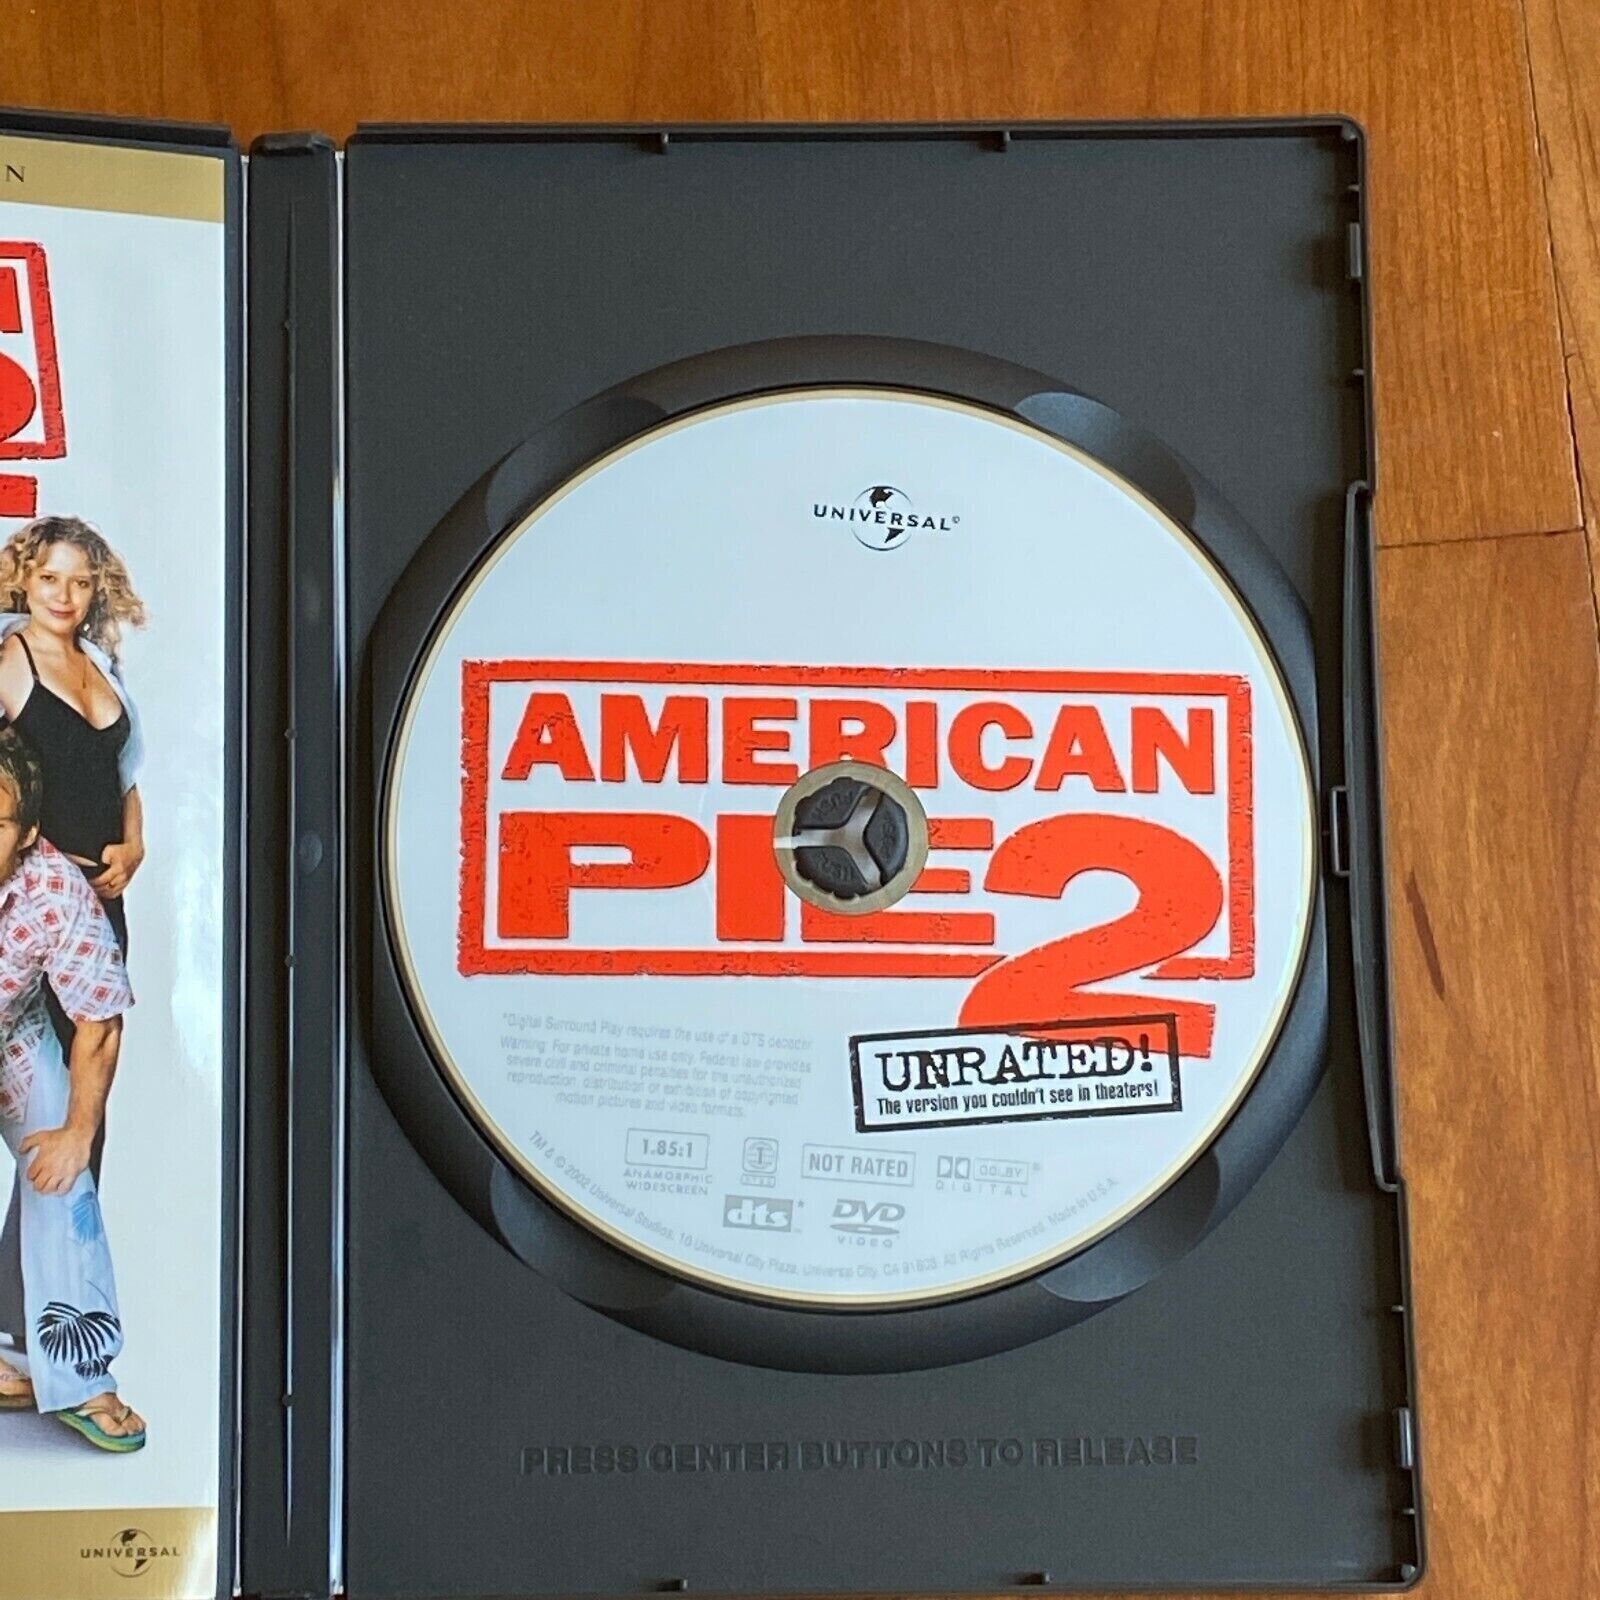 N
UNIVERSAL©
AMERICAN
PIE 2
UNRATED!
The version you couldn't see in theaters!
*Digital Surround Play requires the use of a DTS decoder
Warning: For private home use only. Federal law provides
severe civil and criminal penalties for the unauthorized
reproduction, distribution or exhibition of copyrighted
motion pictures and video formats.
1.85:1
ANAMORPHIC
WIDESCREEN
NOT RATED
DOLBY®
DIGITAL
dts*
DVD
VIDEO
TM & © 2002 Universal Studios, 10 Universal City Plaza, Universal City, CA 91608. All Rights Reserved. Made in U.S.A.
PRESS CENTER BUTTONS TO RELEASE
UNIVERSAL